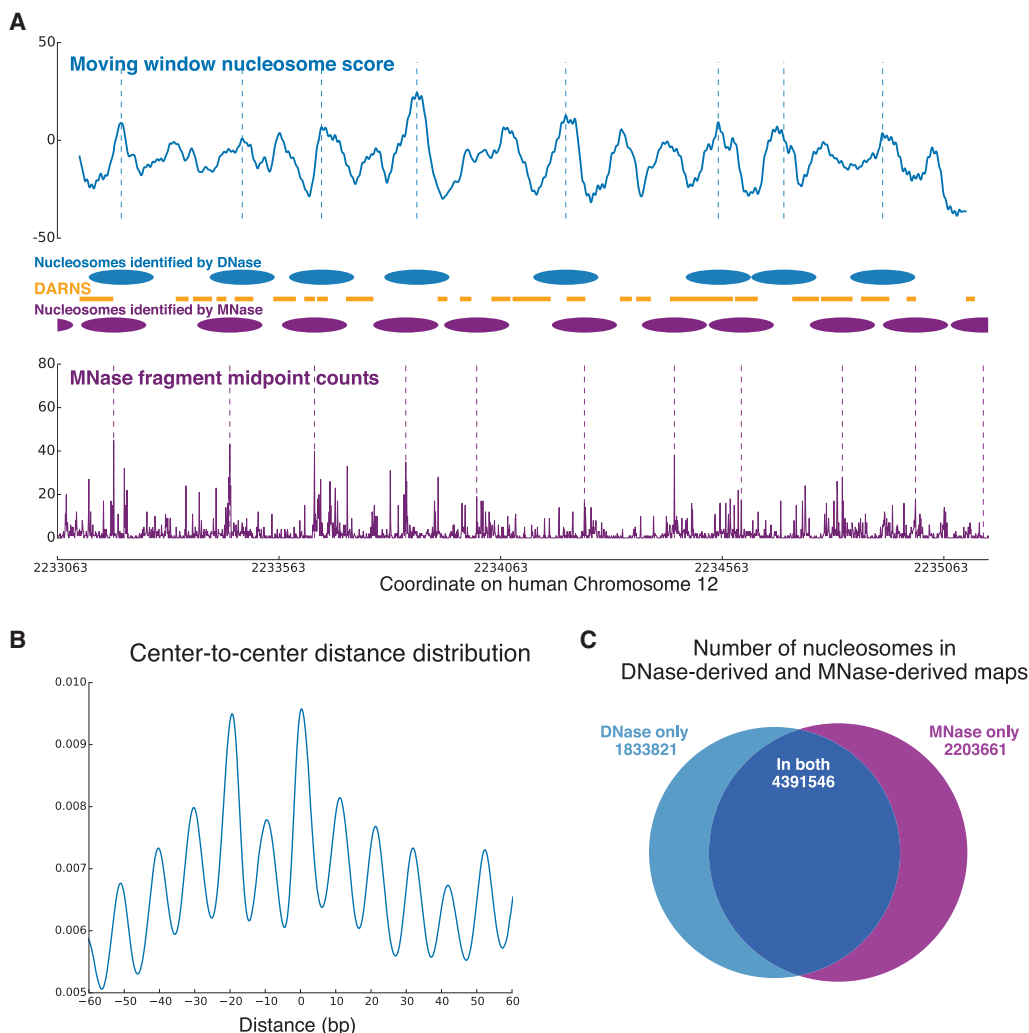 A
50
Moving window nucleosome score
0
-50
Nucleosomes identified by DNase
DARNS
Nucleosomes identified by MNase
80
MNase fragment midpoint counts
60
40
20
0
2233063 2233563 2234063 2234563 2235063
Coordinate on human Chromosome 12
B
Center-to-center distance distribution
0.010
0.009
0.008
0.007
0.006
0.005
−60 −50 −40 −30 −20 −10 0 10 20 30 40 50 60
Distance (bp)
C
Number of nucleosomes in
DNase-derived and MNase-derived maps
DNase only
1833821
MNase only
2203661
In both
4391546